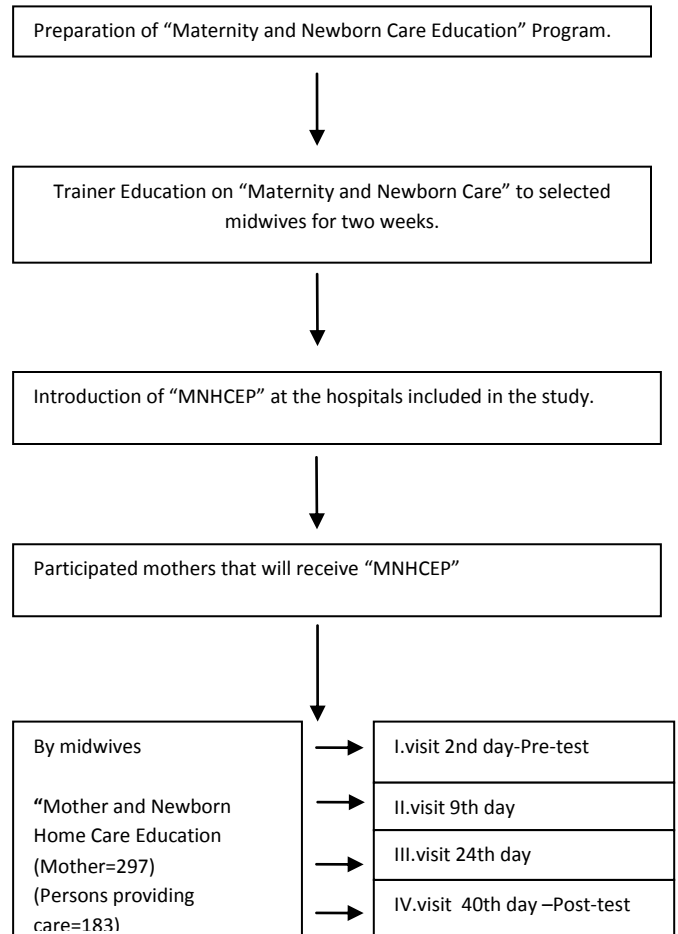 Preparation of “Maternity and Newborn Care Education” Program.
Trainer Education on “Maternity and Newborn Care” to selected
midwives for two weeks.
Introduction of “MNHCEP” at the hospitals included in the study.
Participated mothers that will receive “MNHCEP”
By midwives
“Mother and Newborn
Home Care Education
(Mother=297)
(Persons providing
care=183)
I.visit 2nd day-Pre-test
II.visit 9th day
III.visit 24th day
IV.visit 40th day –Post-test